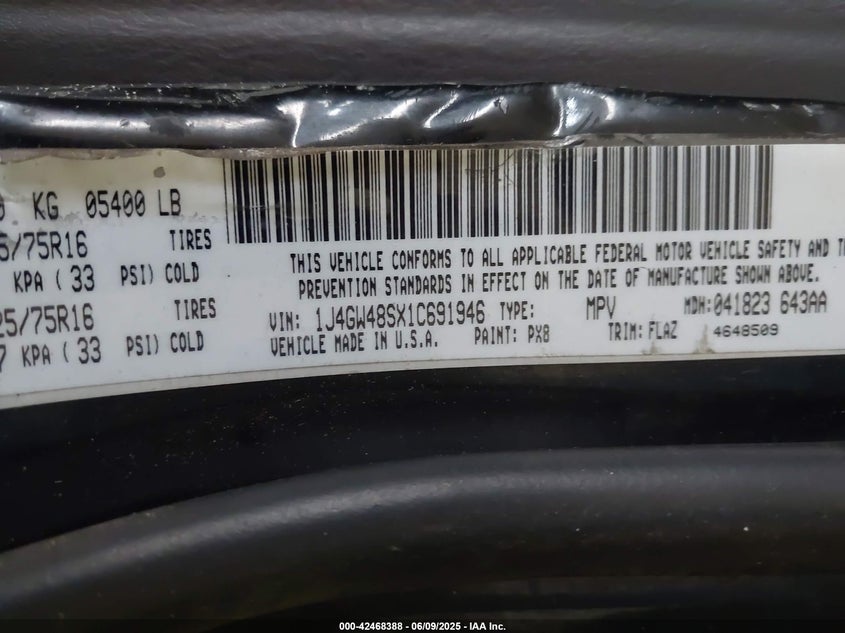 KG 05400 LB
/75R16 TIRES
KPA ( 33 PSI) COLD
25/75R16 TIRES
7 KPA ( 33 PSI) COLD
THIS VEHICLE CONFORMS TO ALL APPLICABLE FEDERAL MOTOR VEHICLE SAFETY AND
PREVENTION STANDARDS IN EFFECT ON THE DATE OF MANUFACTURE SHOWN ABOVE.
VIN: 1J4GW48SX1C691946 TYPE: MPV MDH: 041823 643AA
VEHICLE MADE IN U.S.A. PAINT: PX8 TRIM: FLAZ 4648509
000-42468388 - 06/09/2025 - IAA Inc.